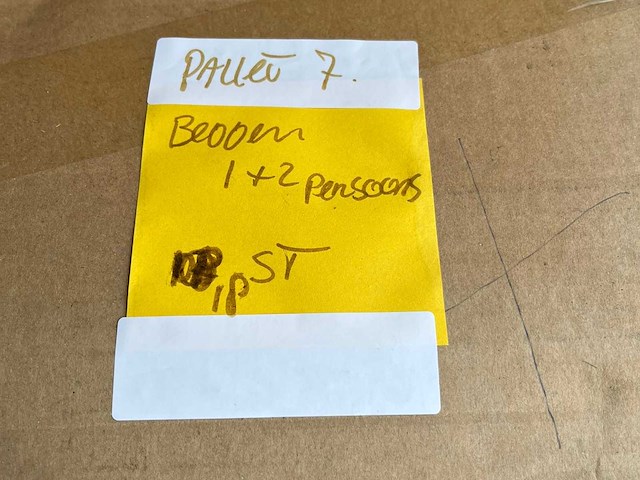 PALLET 7.
BEDDEN
1 + 2 PERSOONS
18 ST